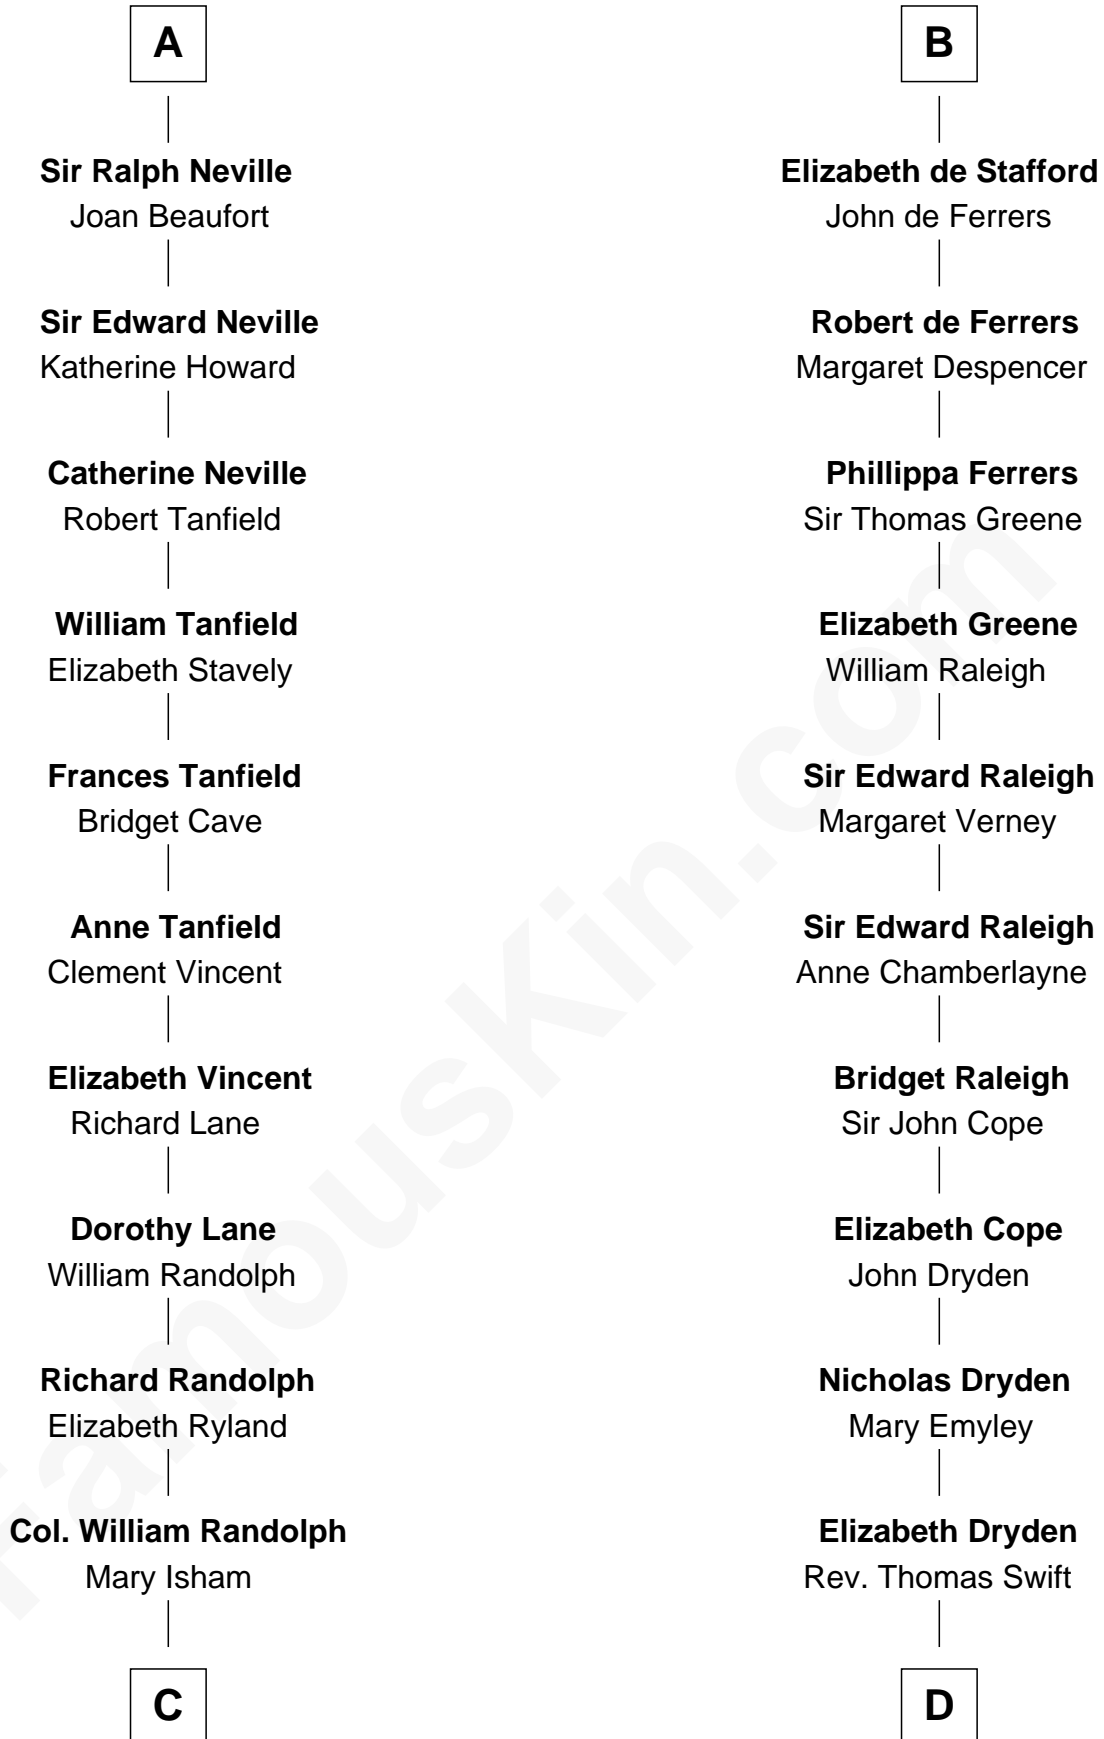 A
Sir Ralph Neville
Joan Beaufort
Sir Edward Neville
Katherine Howard
Catherine Neville
Robert Tanfield
William Tanfield
Elizabeth Stavely
Frances Tanfield
Bridget Cave
Anne Tanfield
Clement Vincent
Elizabeth Vincent
Richard Lane
Dorothy Lane
William Randolph
Richard Randolph
Elizabeth Ryland
Col. William Randolph
Mary Isham
C
B
Elizabeth de Stafford
John de Ferrers
Robert de Ferrers
Margaret Despencer
Phillippa Ferrers
Sir Thomas Greene
Elizabeth Greene
William Raleigh
Sir Edward Raleigh
Margaret Verney
Sir Edward Raleigh
Anne Chamberlayne
Bridget Raleigh
Sir John Cope
Elizabeth Cope
John Dryden
Nicholas Dryden
Mary Emyley
Elizabeth Dryden
Rev. Thomas Swift
D
FamousKin.com